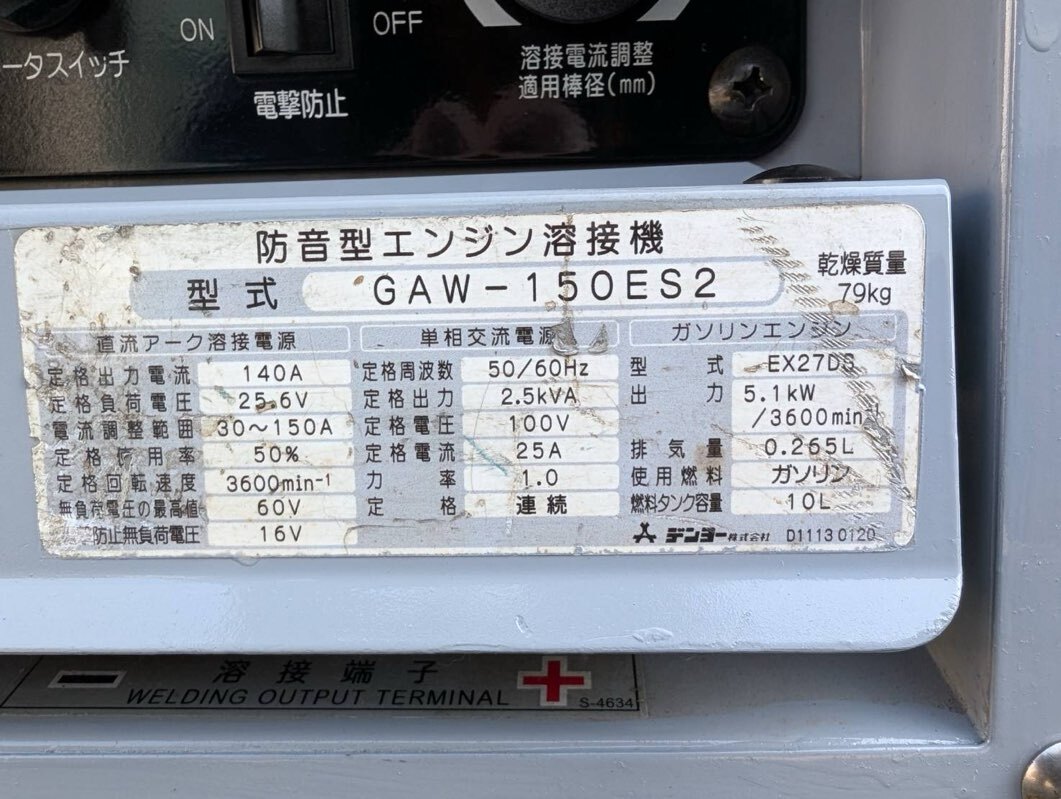 ON
OFF
ータスイッチ
電撃防止
溶接電流調整
適用棒径(mm)
防音型エンジン溶接機
型式 GAW-150ES2
乾燥質量
79kg
直流アーク溶接電源
定格出力電流 140A
定格負荷電圧 25.6V
電流調整範囲 30～150A
定格使用率 50%
定格回転速度 3600min⁻¹
無負荷電圧の最高値 60V
防止無負荷電圧 16V
単相交流電源
定格周波数 50/60Hz
定格出力 2.5kVA
定格電圧 100V
定格電流 25A
力率 1.0
定格 連続
ガソリンエンジン
型式 EX27DS
出力 5.1kW
/3600min⁻¹
排気量 0.265L
使用燃料 ガソリン
燃料タンク容量 10L
デンヨー株式会社 D11130120
溶接端子
WELDING OUTPUT TERMINAL
S-4634